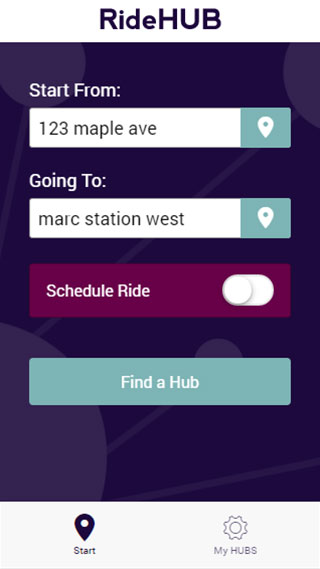 RideHUB
Start From:
123 maple ave
Going To:
marc station west
Schedule Ride
Find a Hub
Start
My HUBS